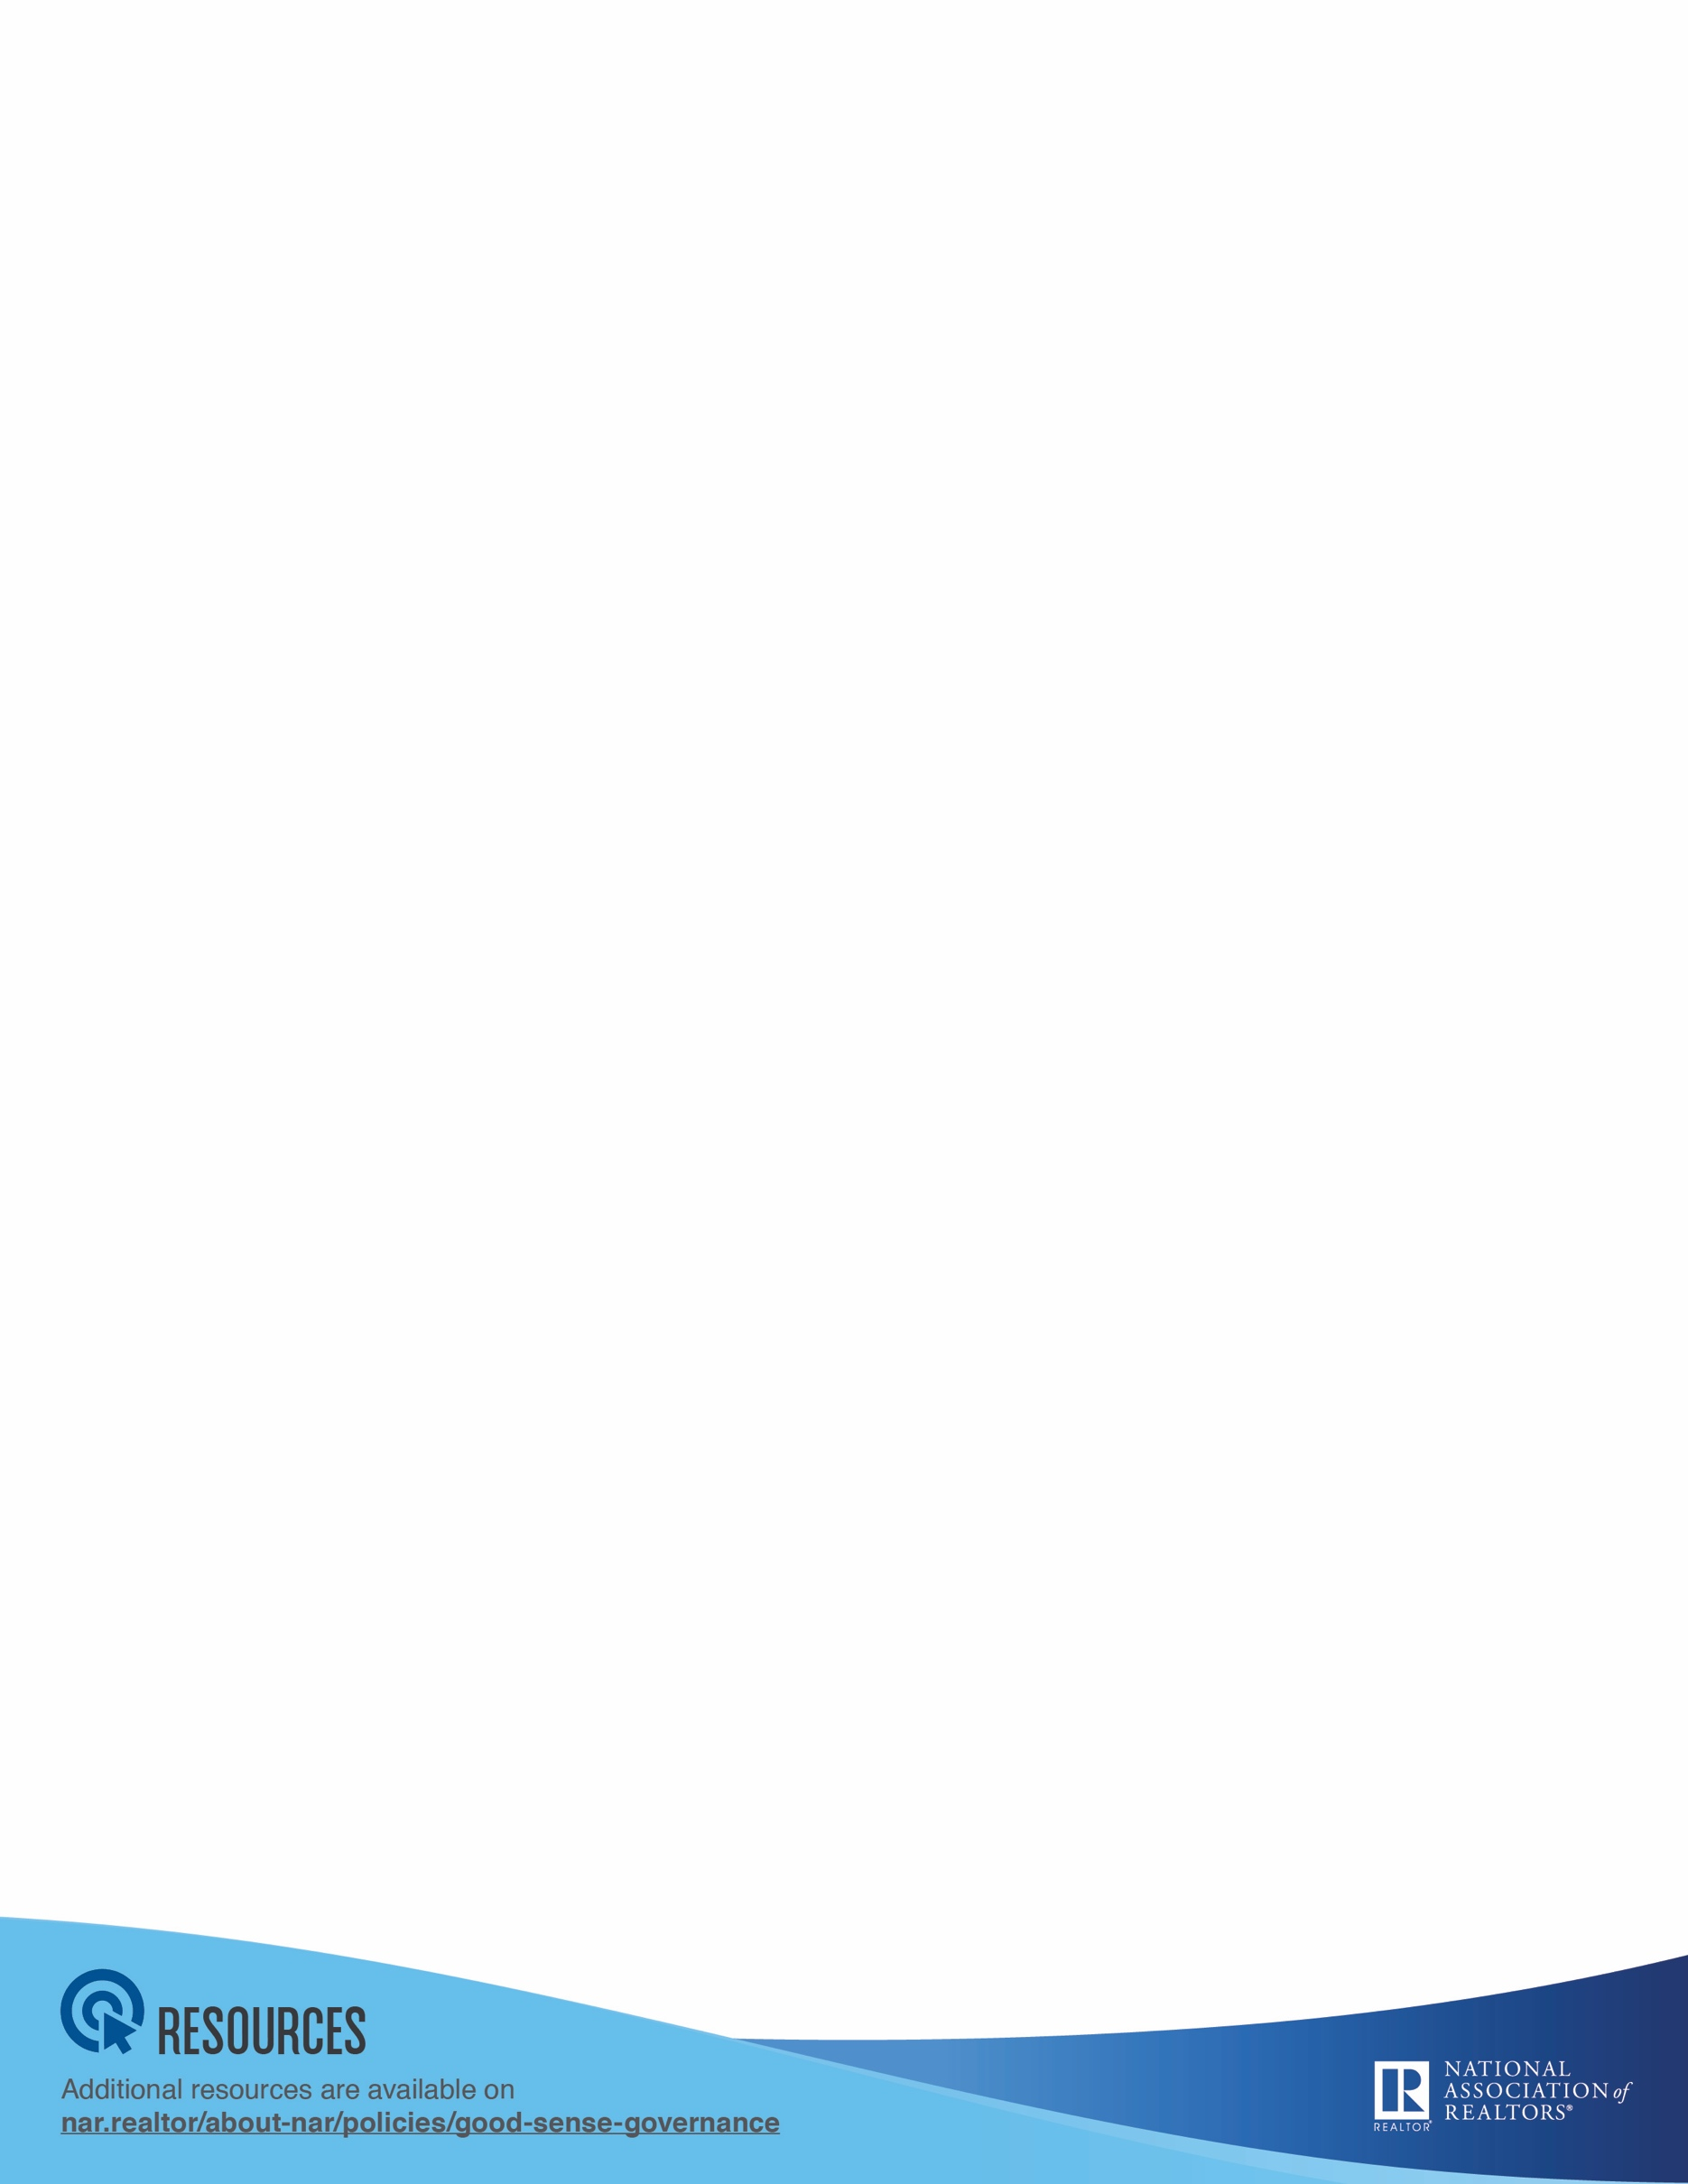 RESOURCES
Additional resources are available on
nar.realtor/about-nar/policies/good-sense-governance
REALTOR®
NATIONAL
ASSOCIATION of
REALTORS®